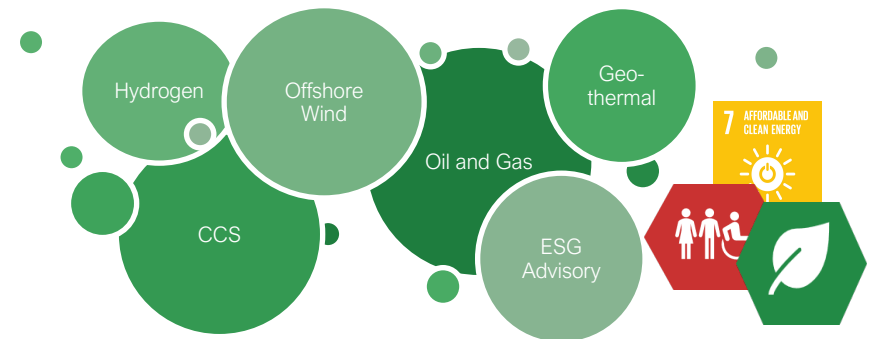 Hydrogen
Offshore
Wind
Oil and Gas
Geo-
thermal
CCS
ESG
Advisory
7 AFFORDABLE AND
CLEAN ENERGY